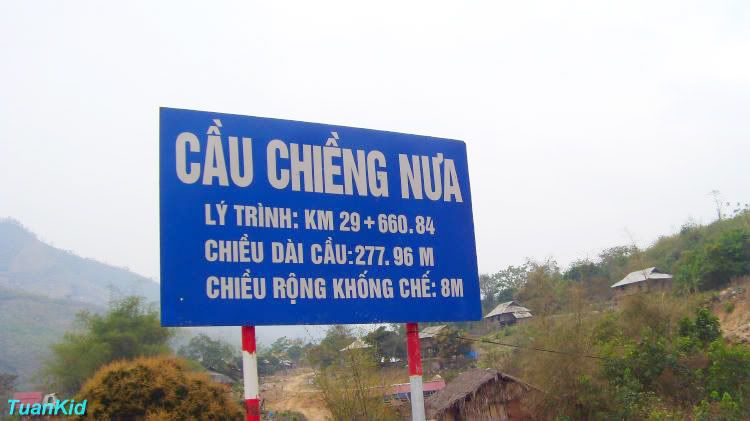 CẦU CHIỀNG NƯA
LÝ TRÌNH: KM 29+660.84
CHIỀU DÀI CẦU:277.96 M
CHIỀU RỘNG KHỐNG CHẾ: 8M
TuanKid